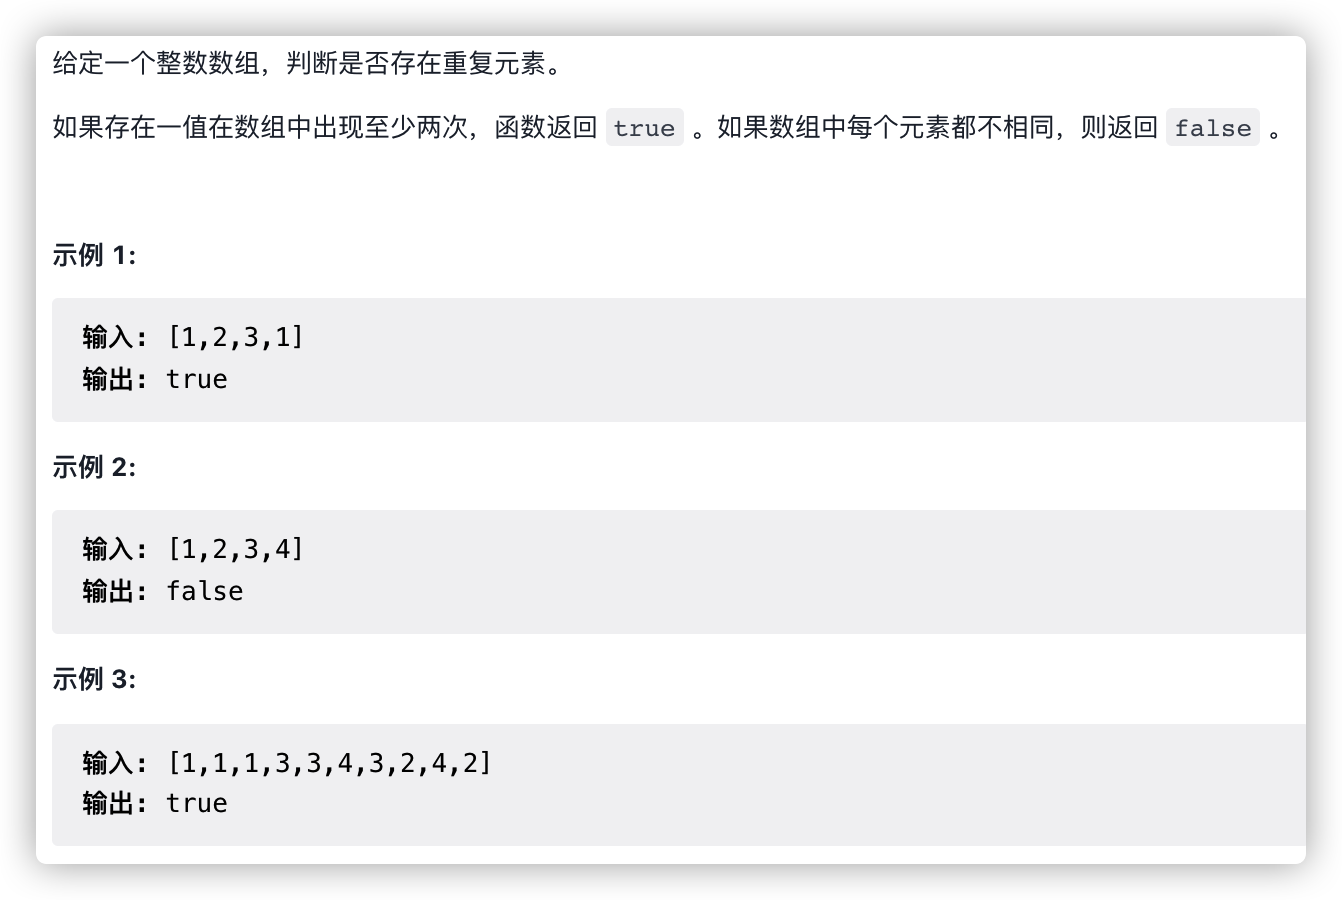 给定一个整数数组，判断是否存在重复元素。
如果存在一值在数组中出现至少两次，函数返回 true 。如果数组中每个元素都不相同，则返回 false 。
示例 1:
输入: [1,2,3,1]
输出: true
示例 2:
输入: [1,2,3,4]
输出: false
示例 3:
输入: [1,1,1,3,3,4,3,2,4,2]
输出: true